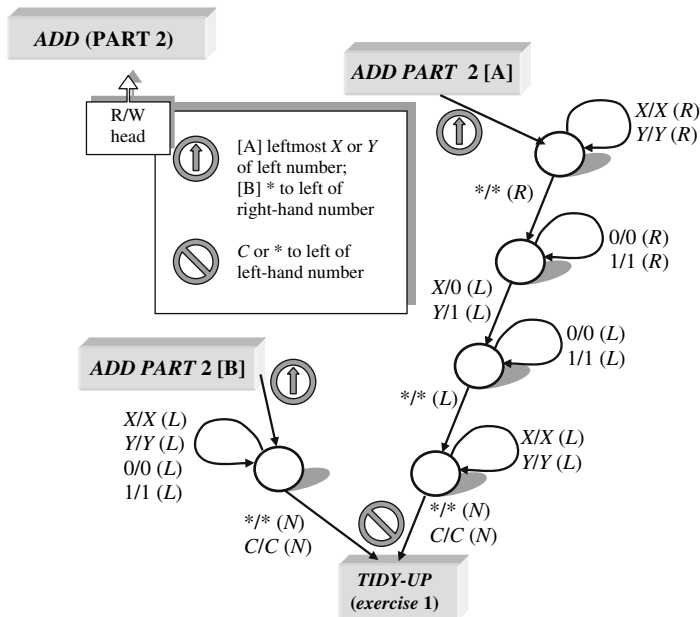 ADD (PART 2)
R/W
head
[A] leftmost X or Y
of left number;
[B] * to left of
right-hand number
C or * to left of
left-hand number
ADD PART 2 [A]
X/X (R)
Y/Y (R)
*/* (R)
0/0 (R)
1/1 (R)
X/0 (L)
Y/1 (L)
0/0 (L)
1/1 (L)
*/* (L)
X/X (L)
Y/Y (L)
*/* (N)
C/C (N)
ADD PART 2 [B]
X/X (L)
Y/Y (L)
0/0 (L)
1/1 (L)
*/* (N)
C/C (N)
TIDY-UP
(exercise 1)